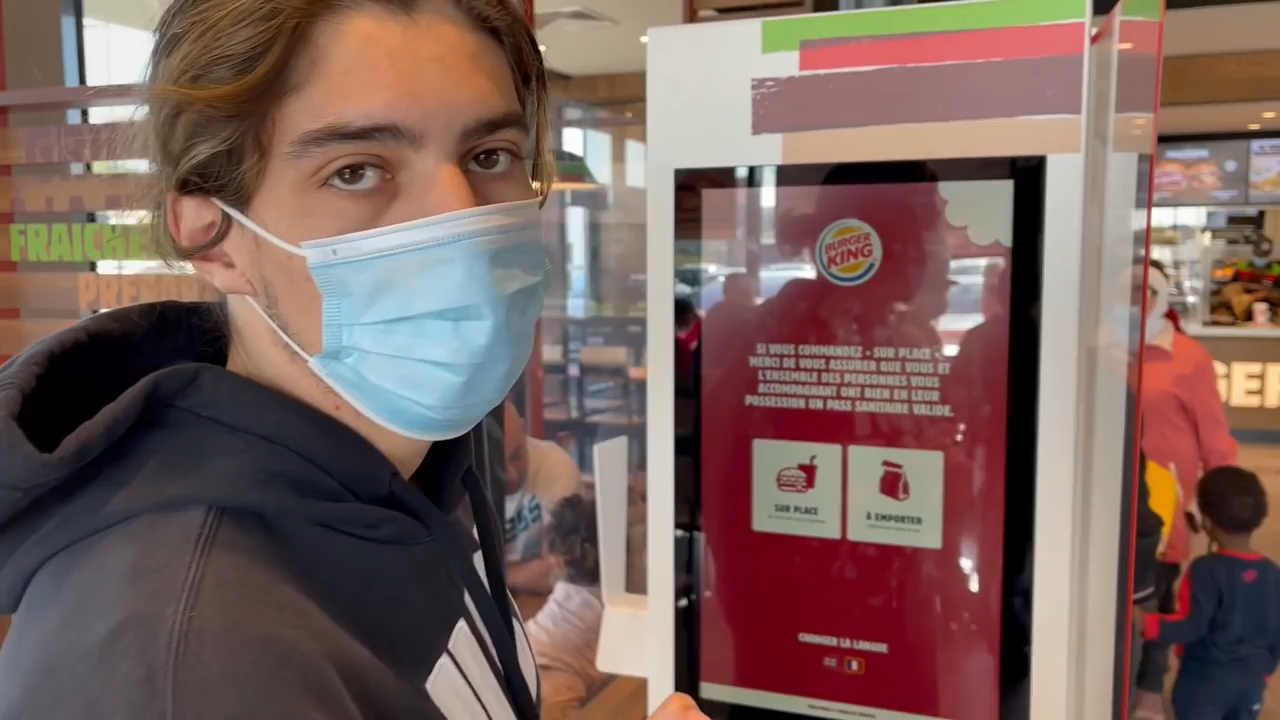 FRAICHE
BURGER
KING
SI VOUS COMMANDEZ « SUR PLACE »
MERCI DE VOUS ASSURER QUE VOUS ET
L'ENSEMBLE DES PERSONNES VOUS
ACCOMPAGNANT ONT BIEN EN LEUR
POSSESSION UN PASS SANITAIRE VALIDE.
SUR PLACE
À EMPORTER
CHANGER LA LANGUE